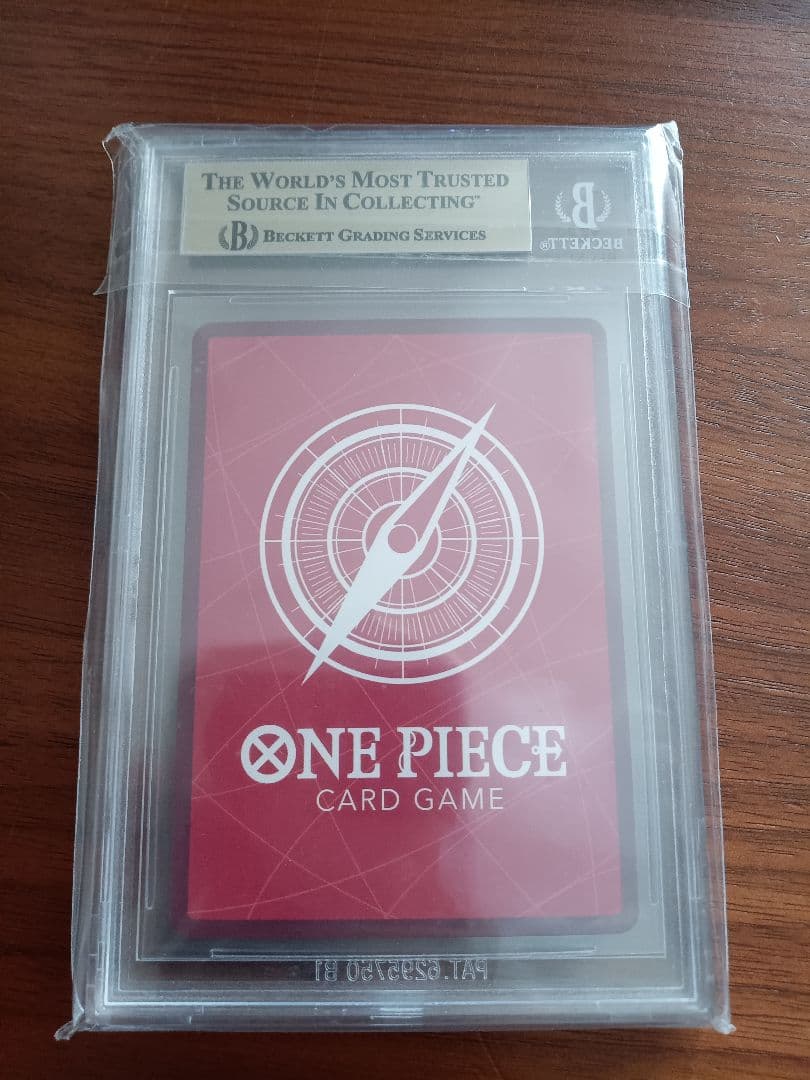 THE WORLD'S MOST TRUSTED
SOURCE IN COLLECTING™
B BECKETT GRADING SERVICES
B
BECKETT®
ONE PIECE
CARD GAME
PAT.6295750 B1